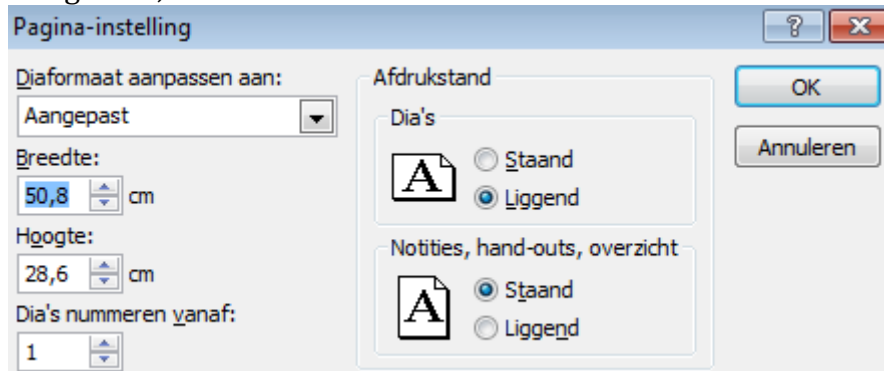 Pagina-instelling
Diaformaat aanpassen aan:
Aangepast
Breedte:
50,8 cm
Hoogte:
28,6 cm
Dia's nummeren vanaf:
1
Afdrukstand
Dia's
A
Staand
Liggend
Notities, hand-outs, overzicht
A
Staand
Liggend
?
OK
Annuleren